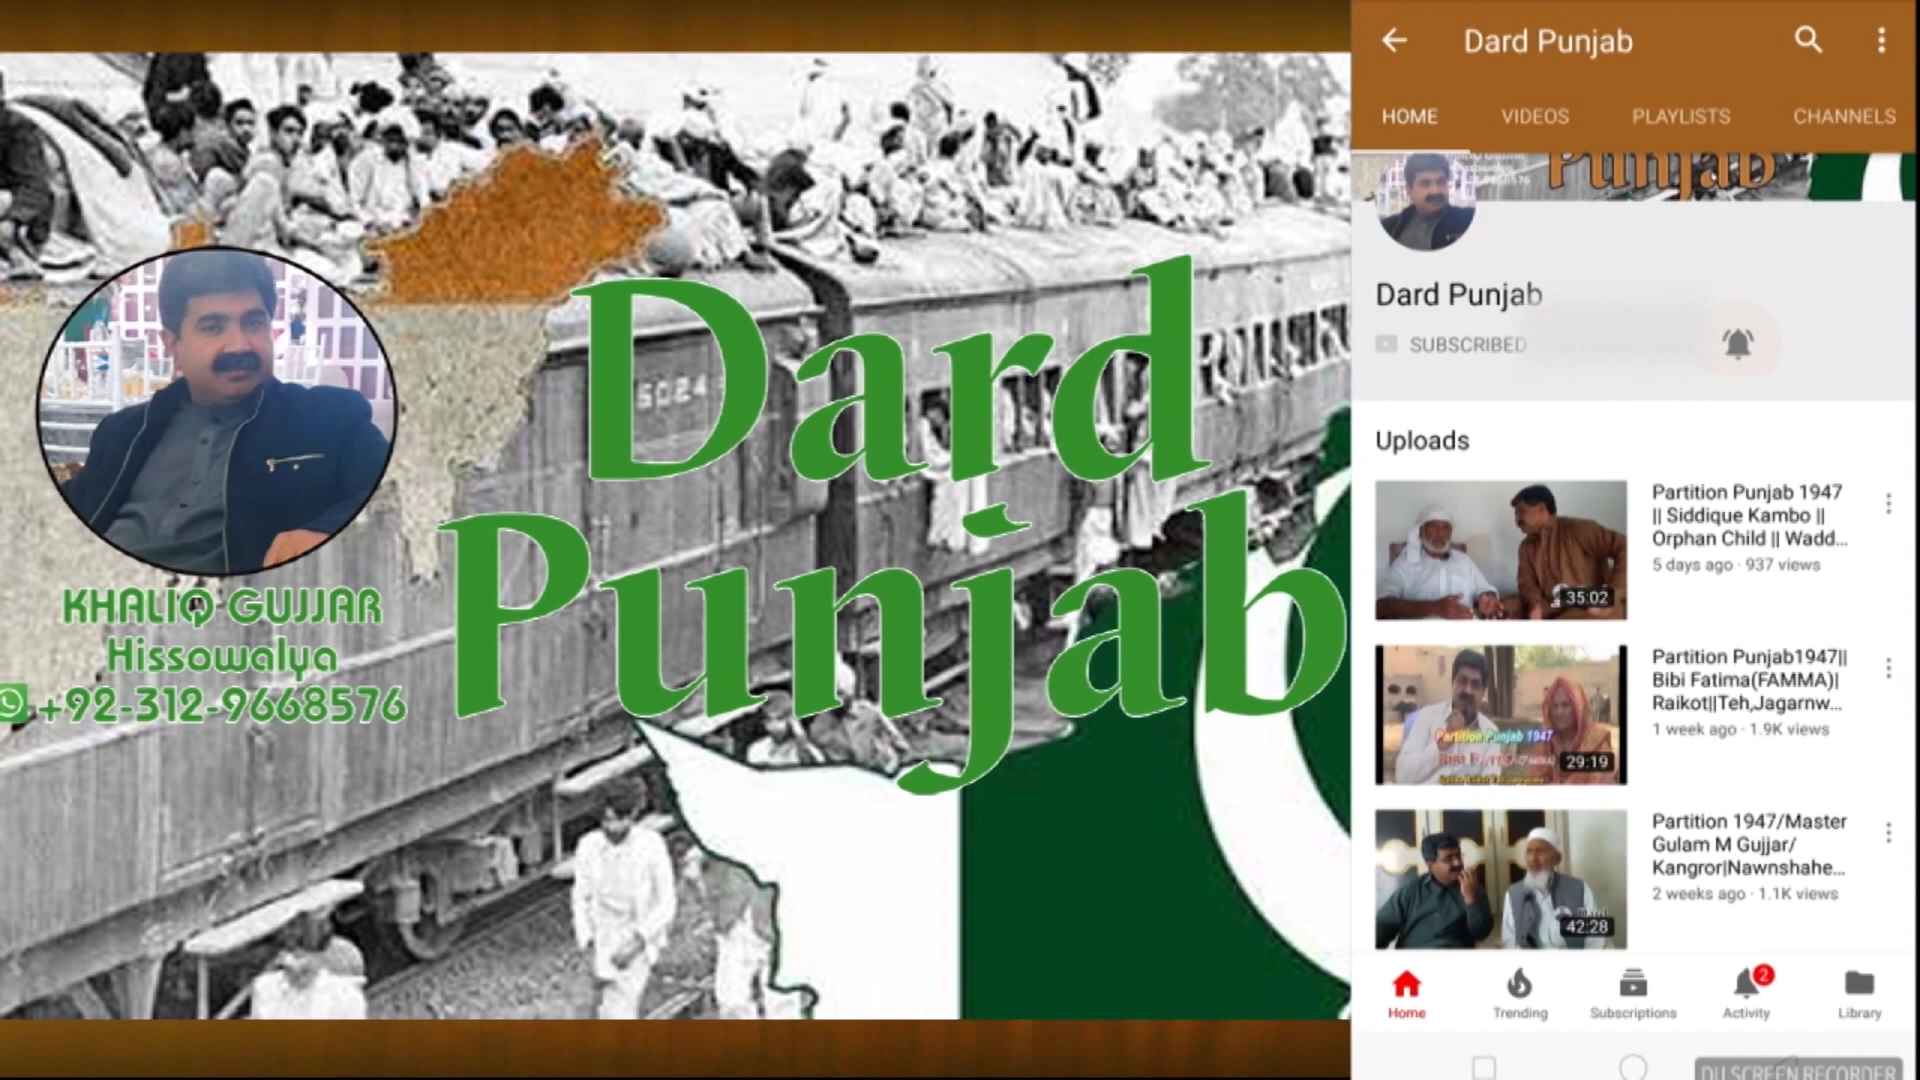 Dard
Punjab
KHALIQ GUJJAR
Hissowalya
+92-312-9668576
Dard Punjab
HOME
VIDEOS
PLAYLISTS
CHANNELS
Punjab
Dard Punjab
SUBSCRIBED
Uploads
Partition Punjab 1947
|| Siddique Kambo ||
Orphan Child || Wadd...
5 days ago · 937 views
35:02
Partition Punjab1947||
Bibi Fatima(FAMMA)|
Raikot||Teh,Jagarnw...
1 week ago · 1.9K views
Partition Punjab 1947
29:19
Partition 1947/Master
Gulam M Gujjar/
Kangror|Nawnshahe...
2 weeks ago · 1.1K views
42:28
Home
Trending
Subscriptions
2
Activity
Library
DU SCREEN RECORDER